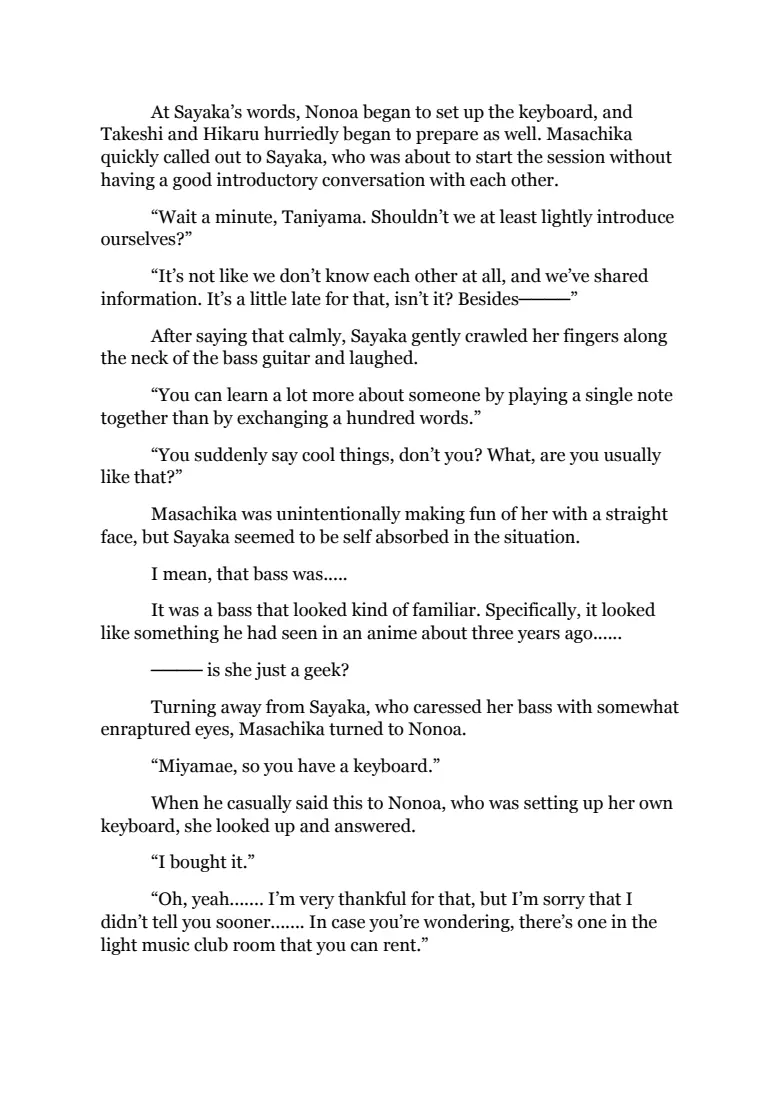 At Sayaka’s words, Nonoa began to set up the keyboard, and
Takeshi and Hikaru hurriedly began to prepare as well. Masachika
quickly called out to Sayaka, who was about to start the session without
having a good introductory conversation with each other.
“Wait a minute, Taniyama. Shouldn’t we at least lightly introduce
ourselves?”
“It’s not like we don’t know each other at all, and we’ve shared
information. It’s a little late for that, isn’t it? Besides———”
After saying that calmly, Sayaka gently crawled her fingers along
the neck of the bass guitar and laughed.
“You can learn a lot more about someone by playing a single note
together than by exchanging a hundred words.”
“You suddenly say cool things, don’t you? What, are you usually
like that?”
Masachika was unintentionally making fun of her with a straight
face, but Sayaka seemed to be self absorbed in the situation.
I mean, that bass was.....
It was a bass that looked kind of familiar. Specifically, it looked
like something he had seen in an anime about three years ago......
——— is she just a geek?
Turning away from Sayaka, who caressed her bass with somewhat
enraptured eyes, Masachika turned to Nonoa.
“Miyamae, so you have a keyboard.”
When he casually said this to Nonoa, who was setting up her own
keyboard, she looked up and answered.
“I bought it.”
“Oh, yeah....... I’m very thankful for that, but I’m sorry that I
didn’t tell you sooner....... In case you’re wondering, there’s one in the
light music club room that you can rent.”